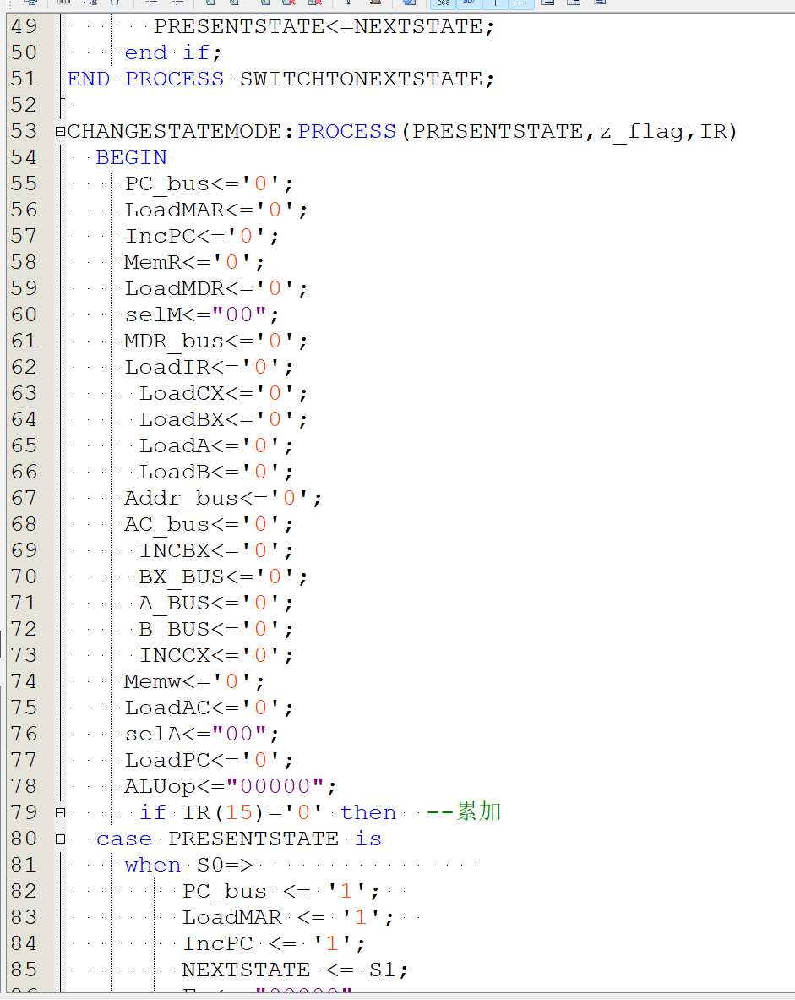 49 PRESENTSTATE<=NEXTSTATE;
50 end if;
51 END PROCESS SWITCHTONEXTSTATE;
52
53 CHANGESTATEMODE:PROCESS(PRESENTSTATE,z_flag,IR)
54 BEGIN
55 PC_bus<='0';
56 LoadMAR<='0';
57 IncPC<='0';
58 MemR<='0';
59 LoadMDR<='0';
60 selM<="00";
61 MDR_bus<='0';
62 LoadIR<='0';
63 LoadCX<='0';
64 LoadBX<='0';
65 LoadA<='0';
66 LoadB<='0';
67 Addr_bus<='0';
68 AC_bus<='0';
69 INCBX<='0';
70 BX_BUS<='0';
71 A_BUS<='0';
72 B_BUS<='0';
73 INCCX<='0';
74 Memw<='0';
75 LoadAC<='0';
76 selA<="00";
77 LoadPC<='0';
78 ALUop<="00000";
79 if IR(15)='0' then --累加
80 case PRESENTSTATE is
81 when S0=>
82 PC_bus <= '1';
83 LoadMAR <= '1';
84 IncPC <= '1';
85 NEXTSTATE <= S1;